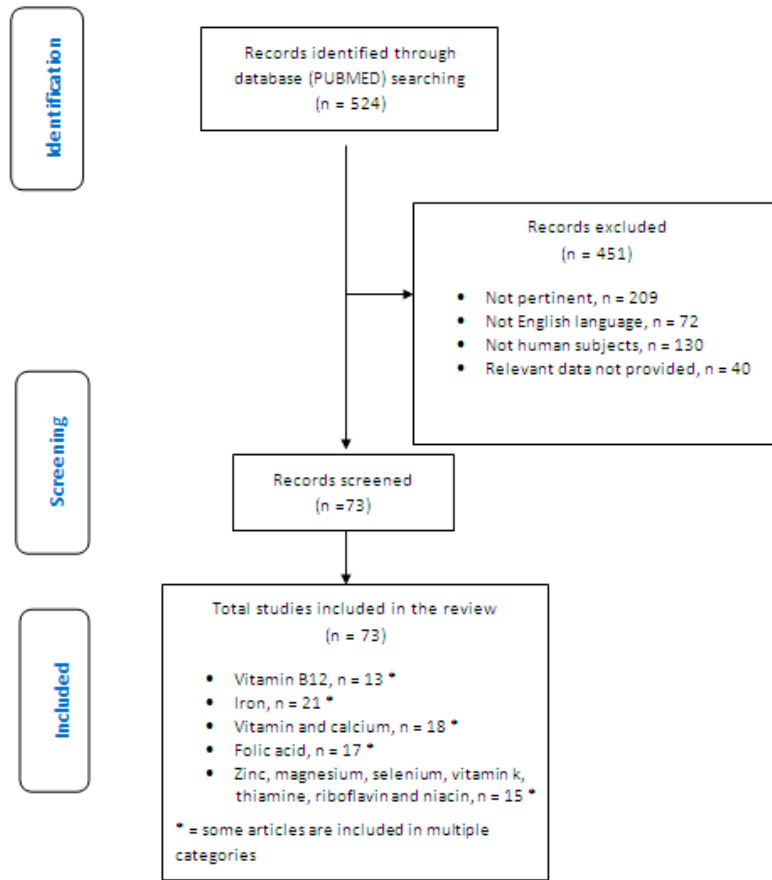 Identification
Records identified through
database (PUBMED) searching
(n = 524)
Records excluded
(n = 451)
• Not pertinent, n = 209
• Not English language, n = 72
• Not human subjects, n = 130
• Relevant data not provided, n = 40
Screening
Records screened
(n =73)
Included
Total studies included in the review
(n = 73)
• Vitamin B12, n = 13 *
• Iron, n = 21 *
• Vitamin and calcium, n = 18 *
• Folic acid, n = 17 *
• Zinc, magnesium, selenium, vitamin k,
thiamine, riboflavin and niacin, n = 15 *
* = some articles are included in multiple
categories